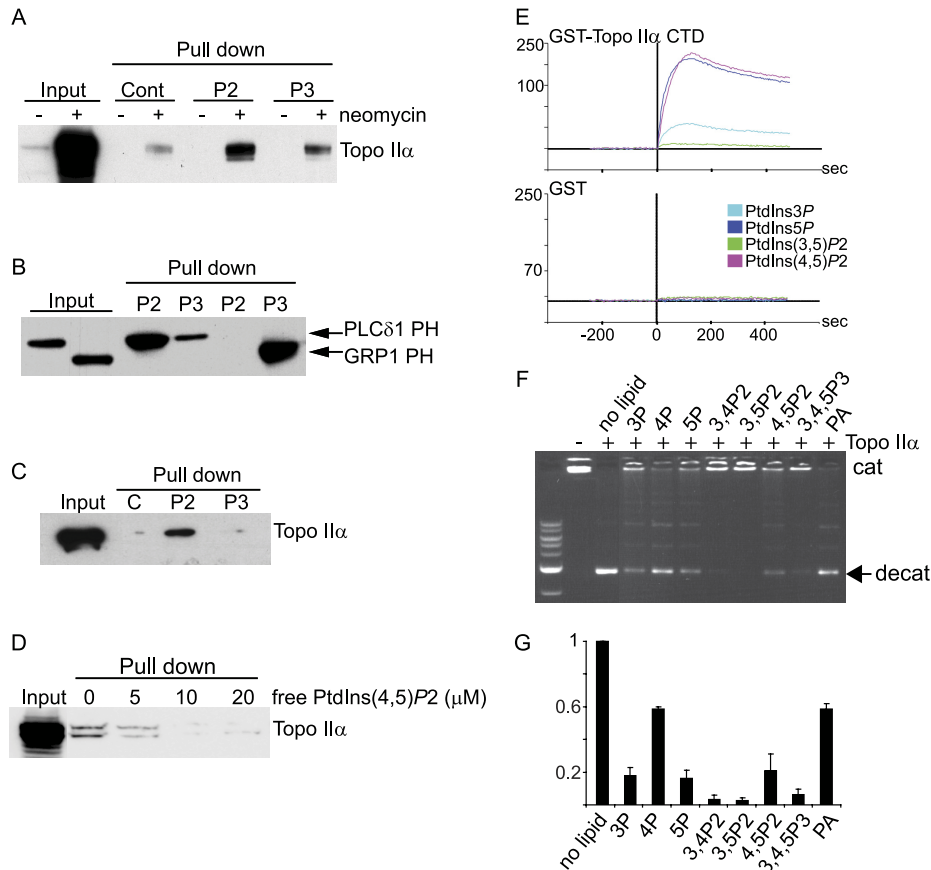 A
Pull down
Input Cont P2 P3
- + - + - + - + neomycin
Topo IIα
B
Pull down
Input P2 P3 P2 P3
PLCδ1 PH
GRP1 PH
C
Pull down
Input C P2 P3
Topo IIα
D
Pull down
Input 0 5 10 20 free PtdIns(4,5)P2 (μM)
Topo IIα
E
250 GST-Topo IIα CTD
100
sec
250 GST
PtdIns3P
PtdIns5P
PtdIns(3,5)P2
PtdIns(4,5)P2
70
sec
-200 0 200 400
F
no lipid 3P 4P 5P 3,4P2 3,5P2 4,5P2 3,4,5P3 PA
- + + + + + + + + + Topo IIα
cat
decat
G
1
0.6
0.2
no lipid 3P 4P 5P 3,4P2 3,5P2 4,5P2 3,4,5P3 PA